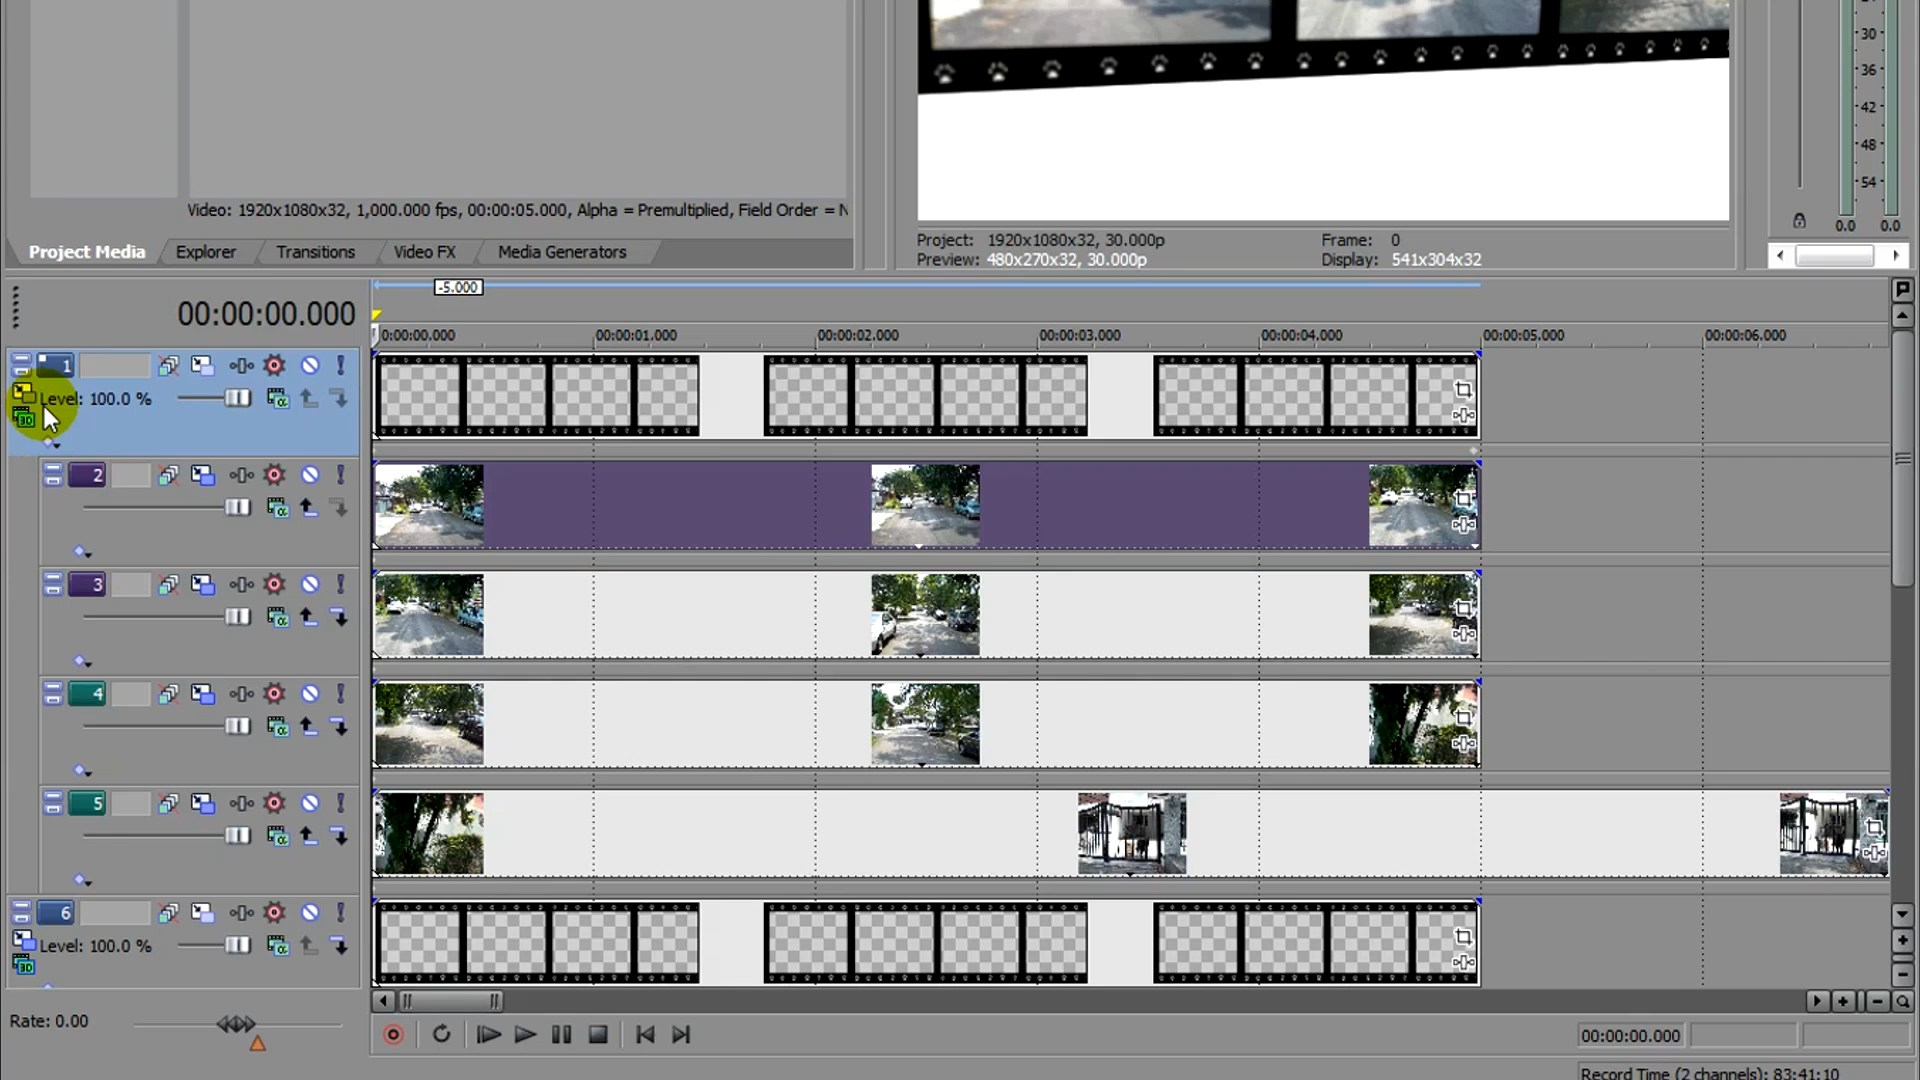 -30-
-36-
-42-
-48-
-54-
0.0 0.0
Video: 1920x1080x32, 1,000.000 fps, 00:00:05.000, Alpha = Premultiplied, Field Order = N
Project Media Explorer Transitions Video FX Media Generators
Project: 1920x1080x32, 30.000p Frame: 0
Preview: 480x270x32, 30.000p Display: 541x304x32
-5.000
00:00:00.000
0:00:00.000 00:00:01.000 00:00:02.000 00:00:03.000 00:00:04.000 00:00:05.000 00:00:06.000
1
Level: 100.0 %
3D
2
3
4
5
6
Level: 100.0 %
3D
Rate: 0.00
00:00:00.000
Record Time (2 channels): 83:41:10